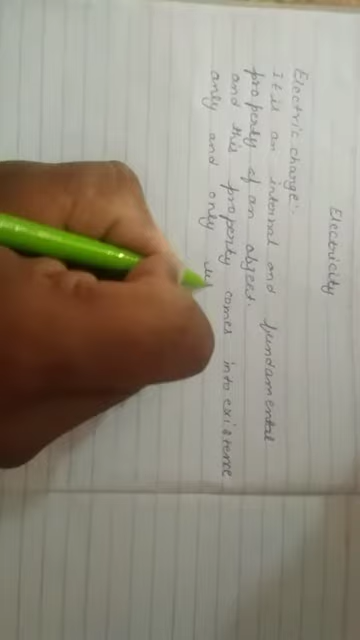 Electricity
Electric charge:
It is an internal and fundamental
property of an object.
and this property comes into existence
only and only